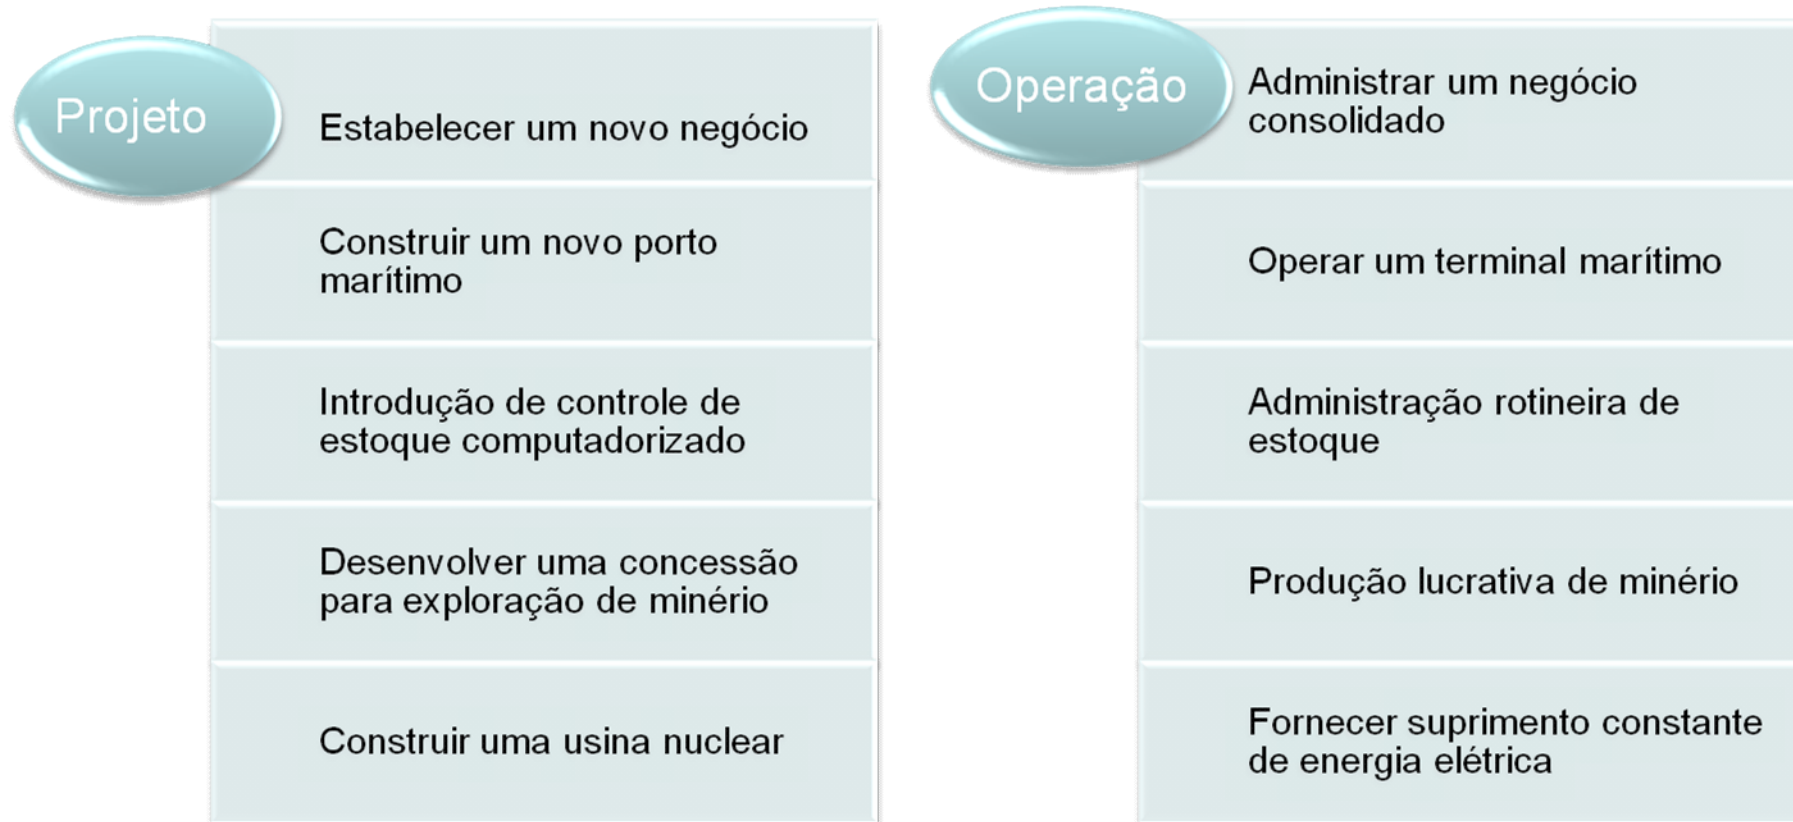 Projeto
Estabelecer um novo negócio
Construir um novo porto
marítimo
Introdução de controle de
estoque computadorizado
Desenvolver uma concessão
para exploração de minério
Construir uma usina nuclear
Operação
Administrar um negócio
consolidado
Operar um terminal marítimo
Administração rotineira de
estoque
Produção lucrativa de minério
Fornecer suprimento constante
de energia elétrica